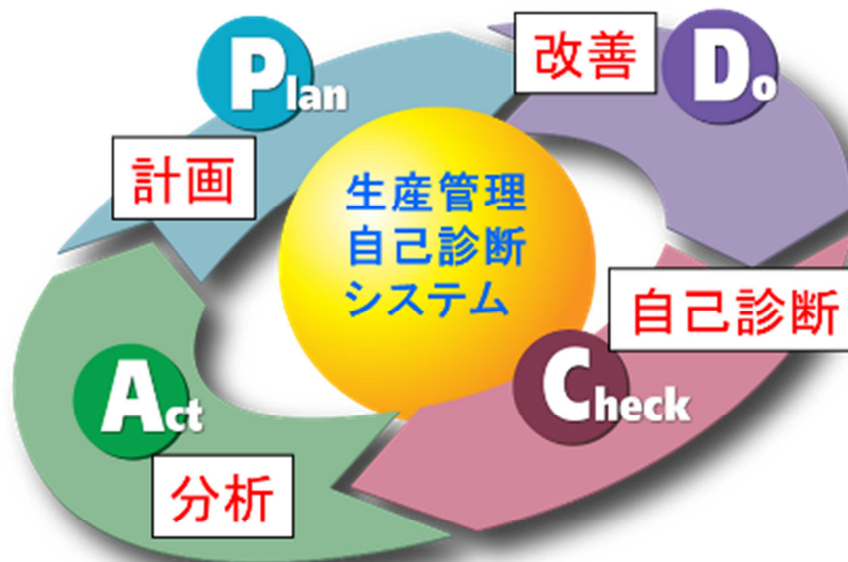 Plan
計画
改善
Do
生産管理
自己診断
システム
自己診断
Check
Act
分析